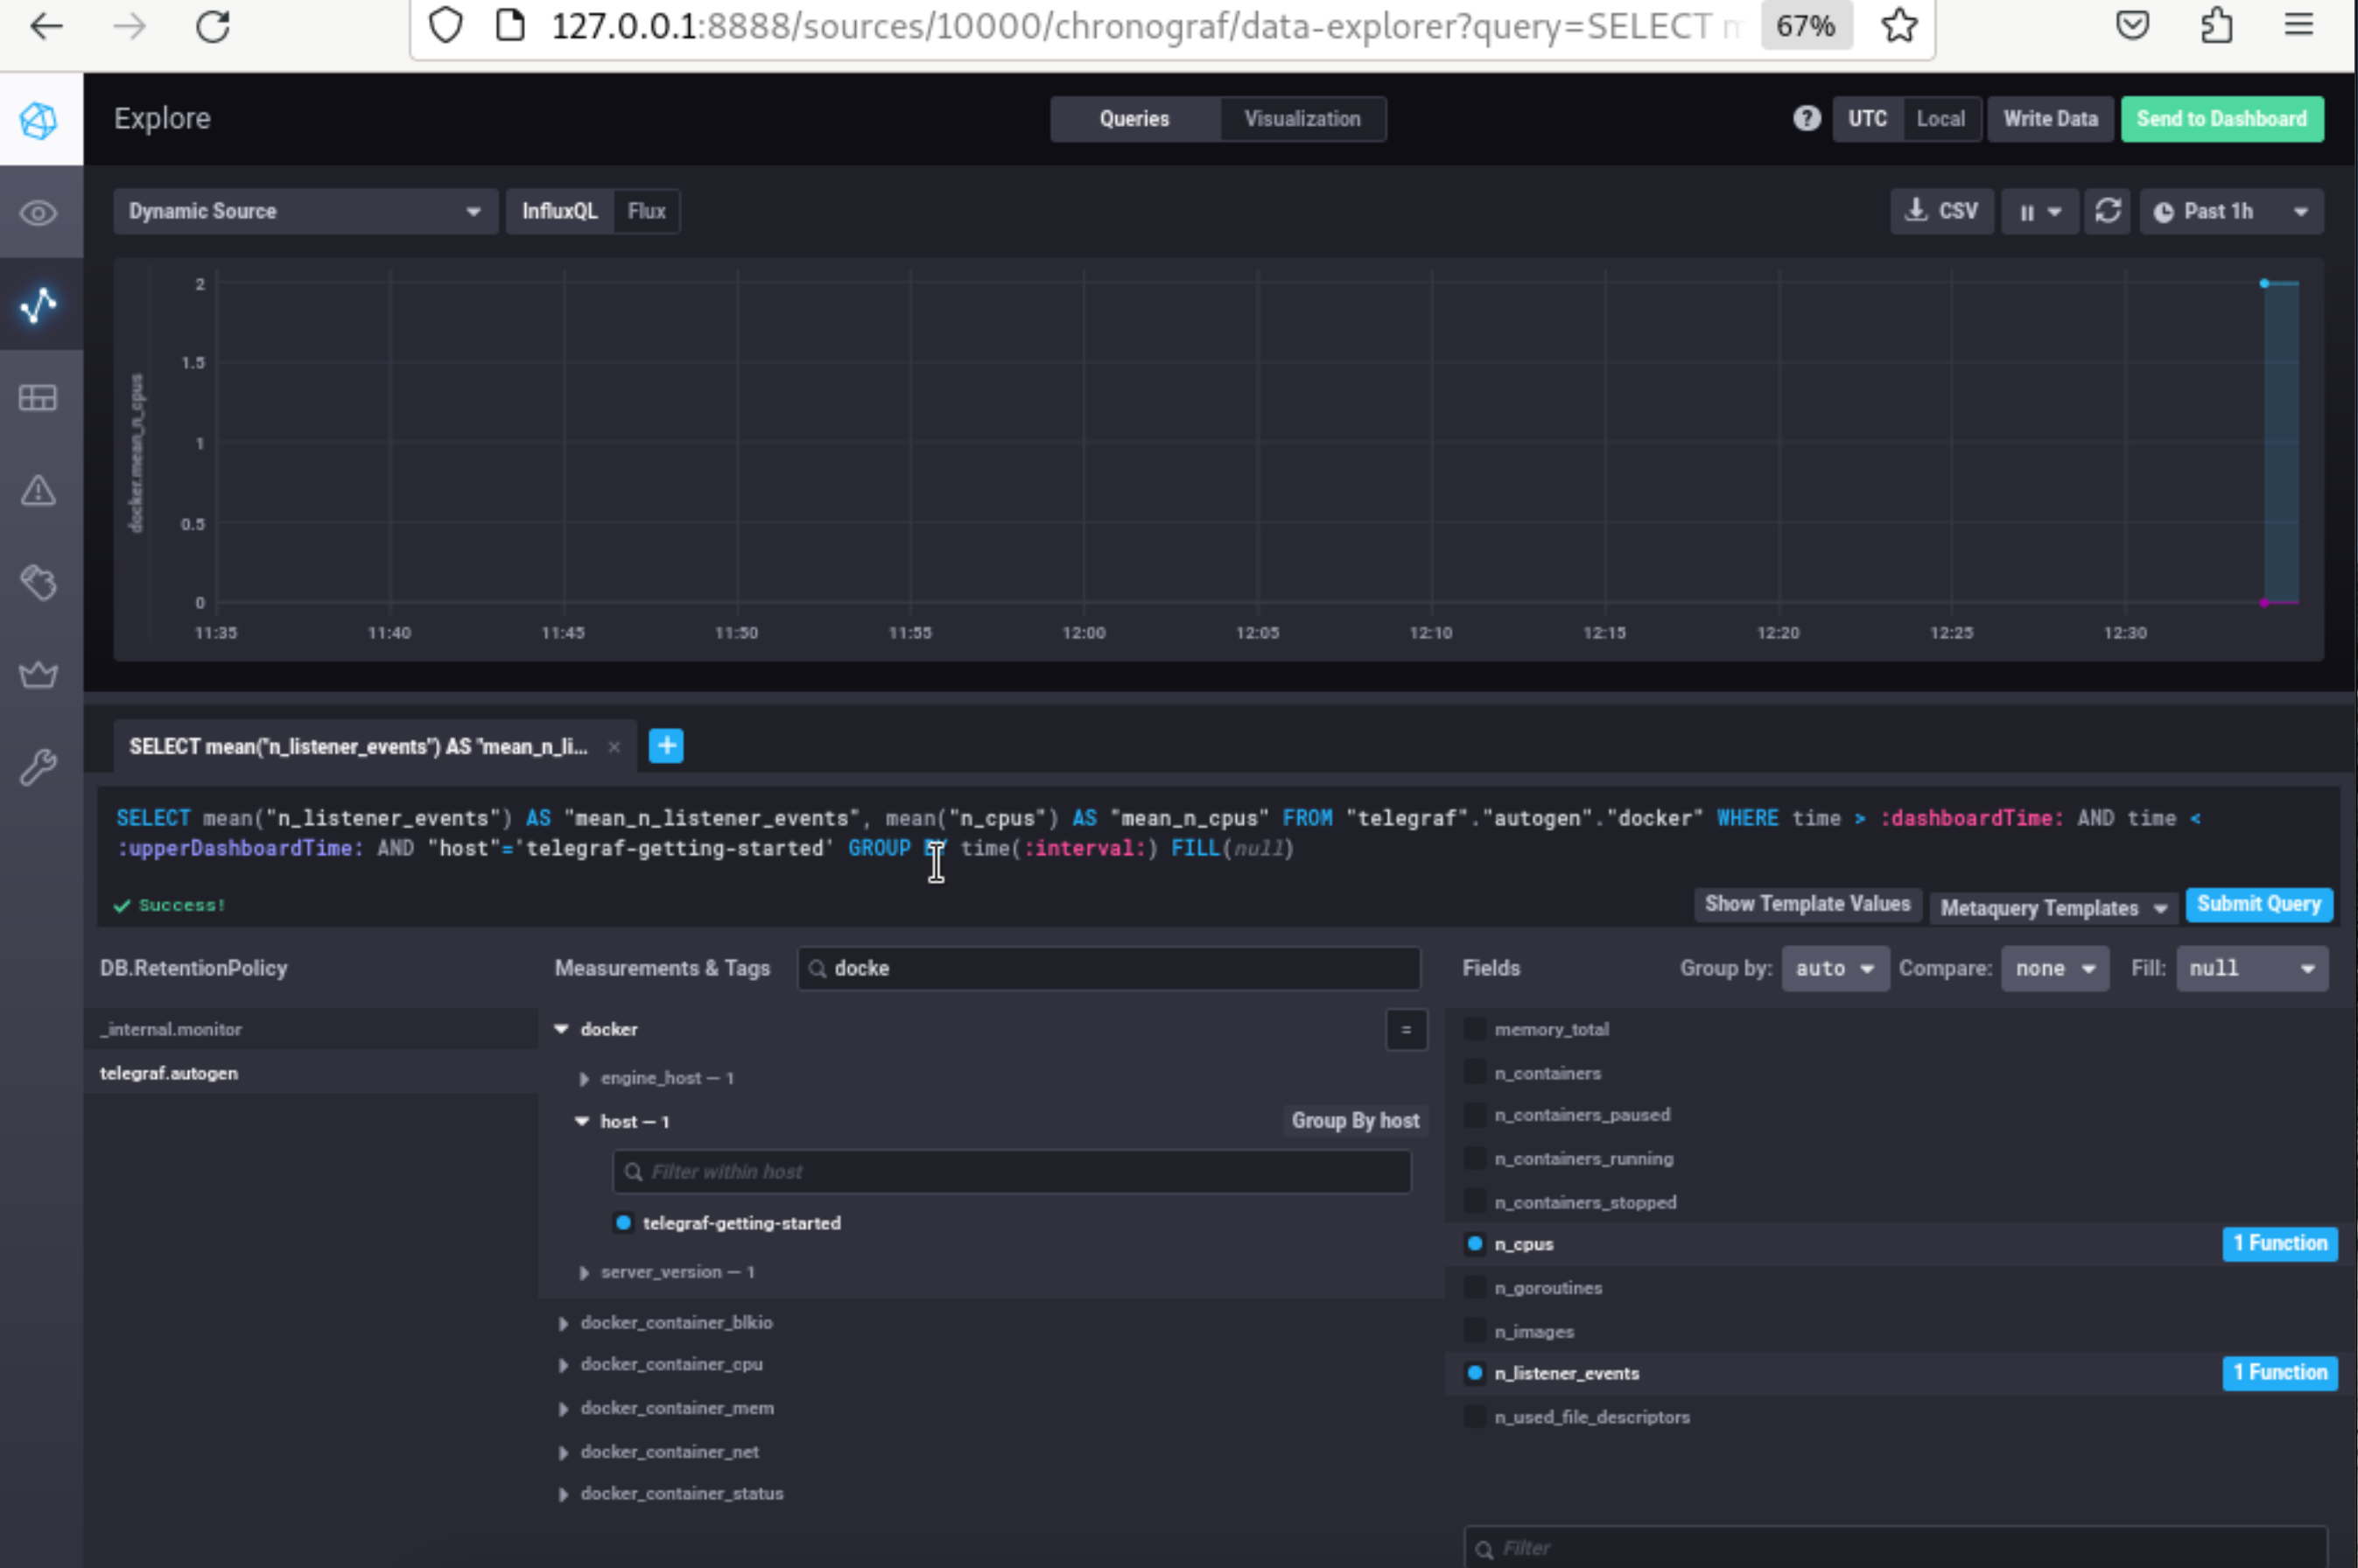 127.0.0.1:8888/sources/10000/chronograf/data-explorer?query=SELECT m 67%
Explore Queries Visualization ? UTC Local Write Data Send to Dashboard
Dynamic Source InfluxQL Flux CSV Past 1h
docker.mean_n_cpus
2
1.5
1
0.5
0
11:35 11:40 11:45 11:50 11:55 12:00 12:05 12:10 12:15 12:20 12:25 12:30
SELECT mean("n_listener_events") AS "mean_n_li... × +
SELECT mean("n_listener_events") AS "mean_n_listener_events", mean("n_cpus") AS "mean_n_cpus" FROM "telegraf"."autogen"."docker" WHERE time > :dashboardTime: AND time <
:upperDashboardTime: AND "host"='telegraf-getting-started' GROUP BY time(:interval:) FILL(null)
Success! Show Template Values Metaquery Templates Submit Query
DB.RetentionPolicy
_internal.monitor
telegraf.autogen
Measurements & Tags docke
docker =
engine_host — 1
host — 1 Group By host
Filter within host
telegraf-getting-started
server_version — 1
docker_container_blkio
docker_container_cpu
docker_container_mem
docker_container_net
docker_container_status
Fields Group by: auto Compare: none Fill: null
memory_total
n_containers
n_containers_paused
n_containers_running
n_containers_stopped
n_cpus 1 Function
n_goroutines
n_images
n_listener_events 1 Function
n_used_file_descriptors
Filter